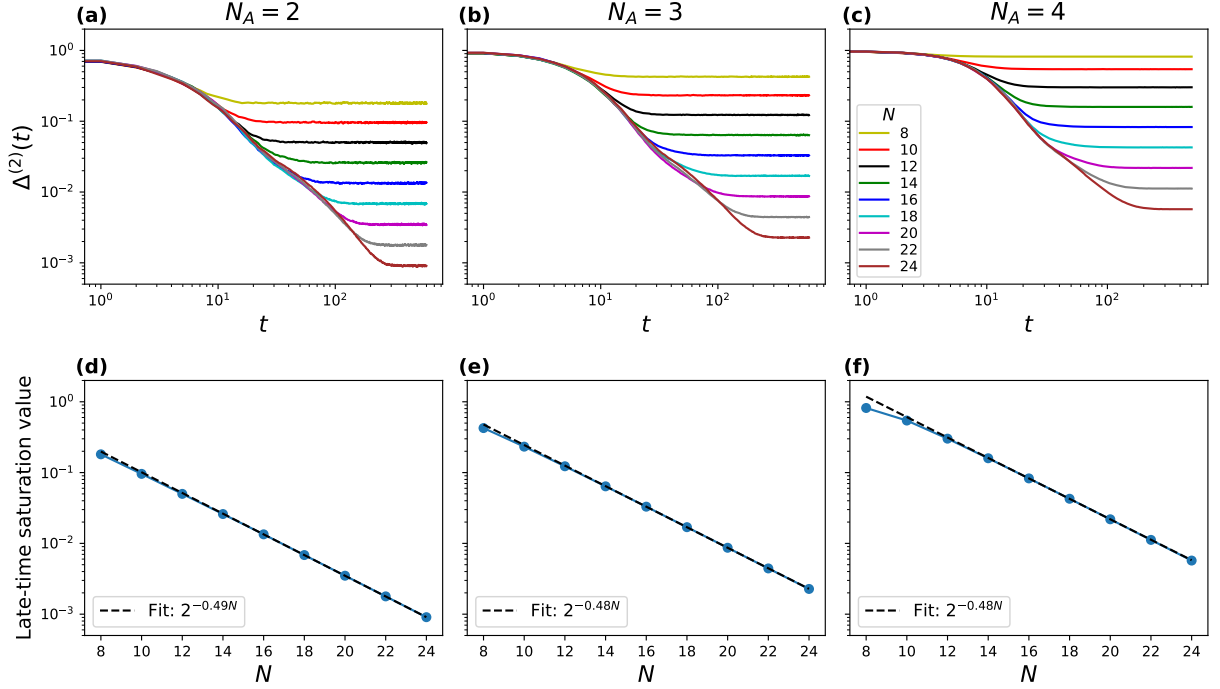 (a) N_A = 2
(b) N_A = 3
(c) N_A = 4
Δ^(2)(t)
10^0
10^-1
10^-2
10^-3
10^0 10^1 10^2
t
10^0 10^1 10^2
t
10^0 10^1 10^2
t
N
8
10
12
14
16
18
20
22
24
(d)
(e)
(f)
Late-time saturation value
10^0
10^-1
10^-2
10^-3
Fit: 2^-0.49N
8 10 12 14 16 18 20 22 24
N
Fit: 2^-0.48N
8 10 12 14 16 18 20 22 24
N
Fit: 2^-0.48N
8 10 12 14 16 18 20 22 24
N